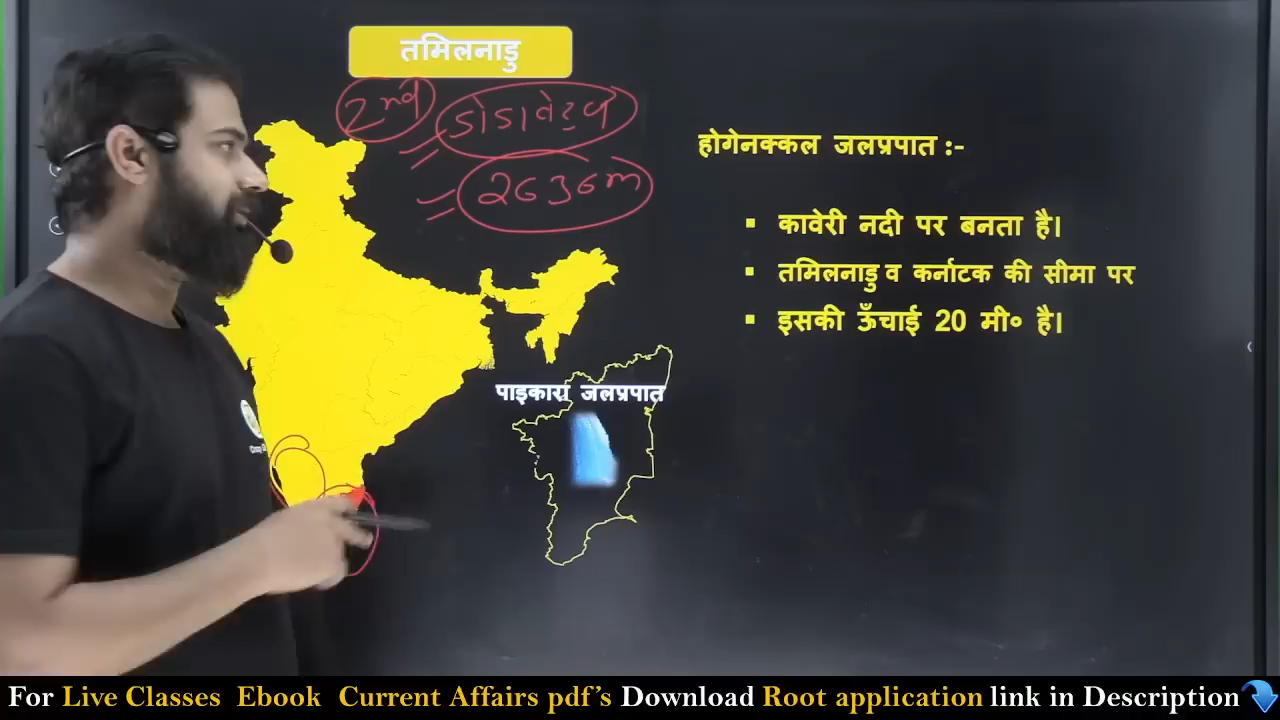 तमिलनाडु
2nd
डोडाबेटा
2636m
होगेनक्कल जलप्रपात :-
▪ कावेरी नदी पर बनता है।
▪ तमिलनाडु व कर्नाटक की सीमा पर
▪ इसकी ऊँचाई 20 मी० है।
पाइकारा जलप्रपात
For Live Classes Ebook Current Affairs pdf's Download Root application link in Description